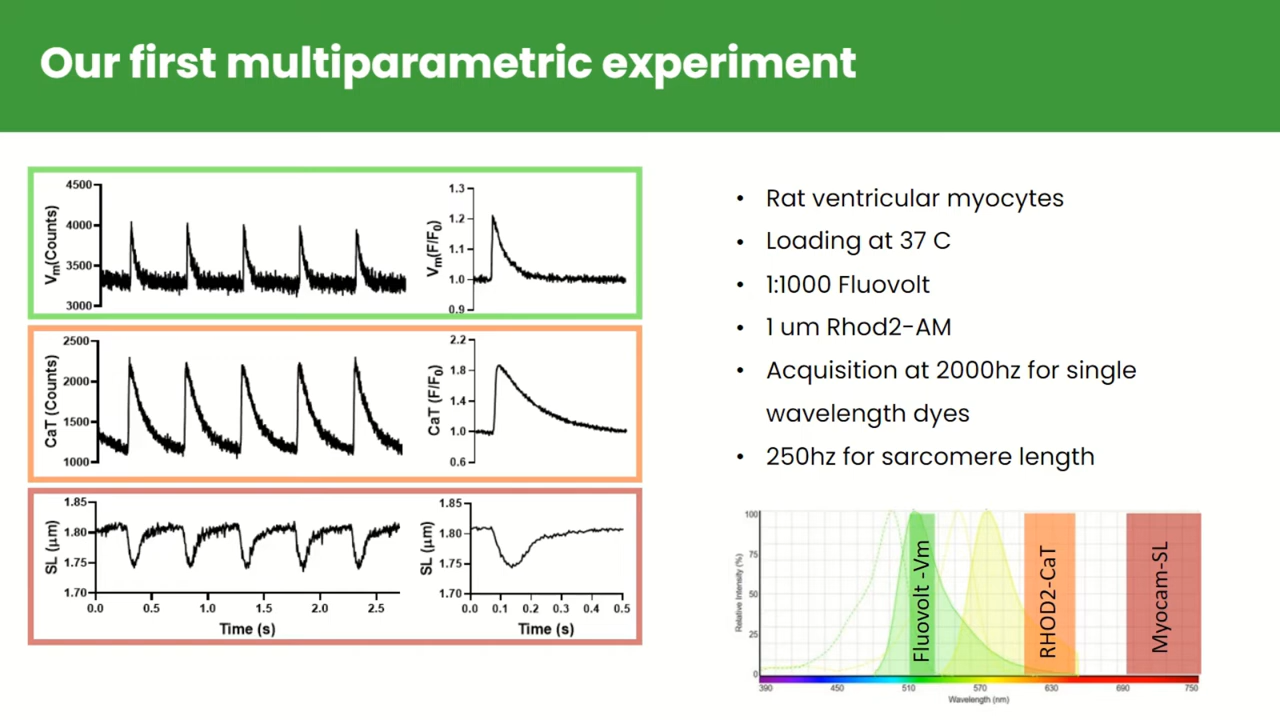 Our first multiparametric experiment
Vm(Counts)
4500
4000
3500
3000
Vm(F/F0)
1.3
1.2
1.1
1.0
0.9
CaT (Counts)
2500
2000
1500
1000
CaT (F/F0)
2.2
1.8
1.4
1.0
0.6
SL (μm)
1.85
1.80
1.75
1.70
0.0 0.5 1.0 1.5 2.0 2.5
Time (s)
SL (μm)
1.85
1.80
1.75
1.70
0.0 0.1 0.2 0.3 0.4 0.5
Time (s)
• Rat ventricular myocytes
• Loading at 37 C
• 1:1000 Fluovolt
• 1 um Rhod2-AM
• Acquisition at 2000hz for single
wavelength dyes
• 250hz for sarcomere length
Relative Intensity (%)
100
75
50
25
0
Fluovolt -Vm
RHOD2-CaT
Myocam-SL
390 450 510 570 630 690 750
Wavelength (nm)